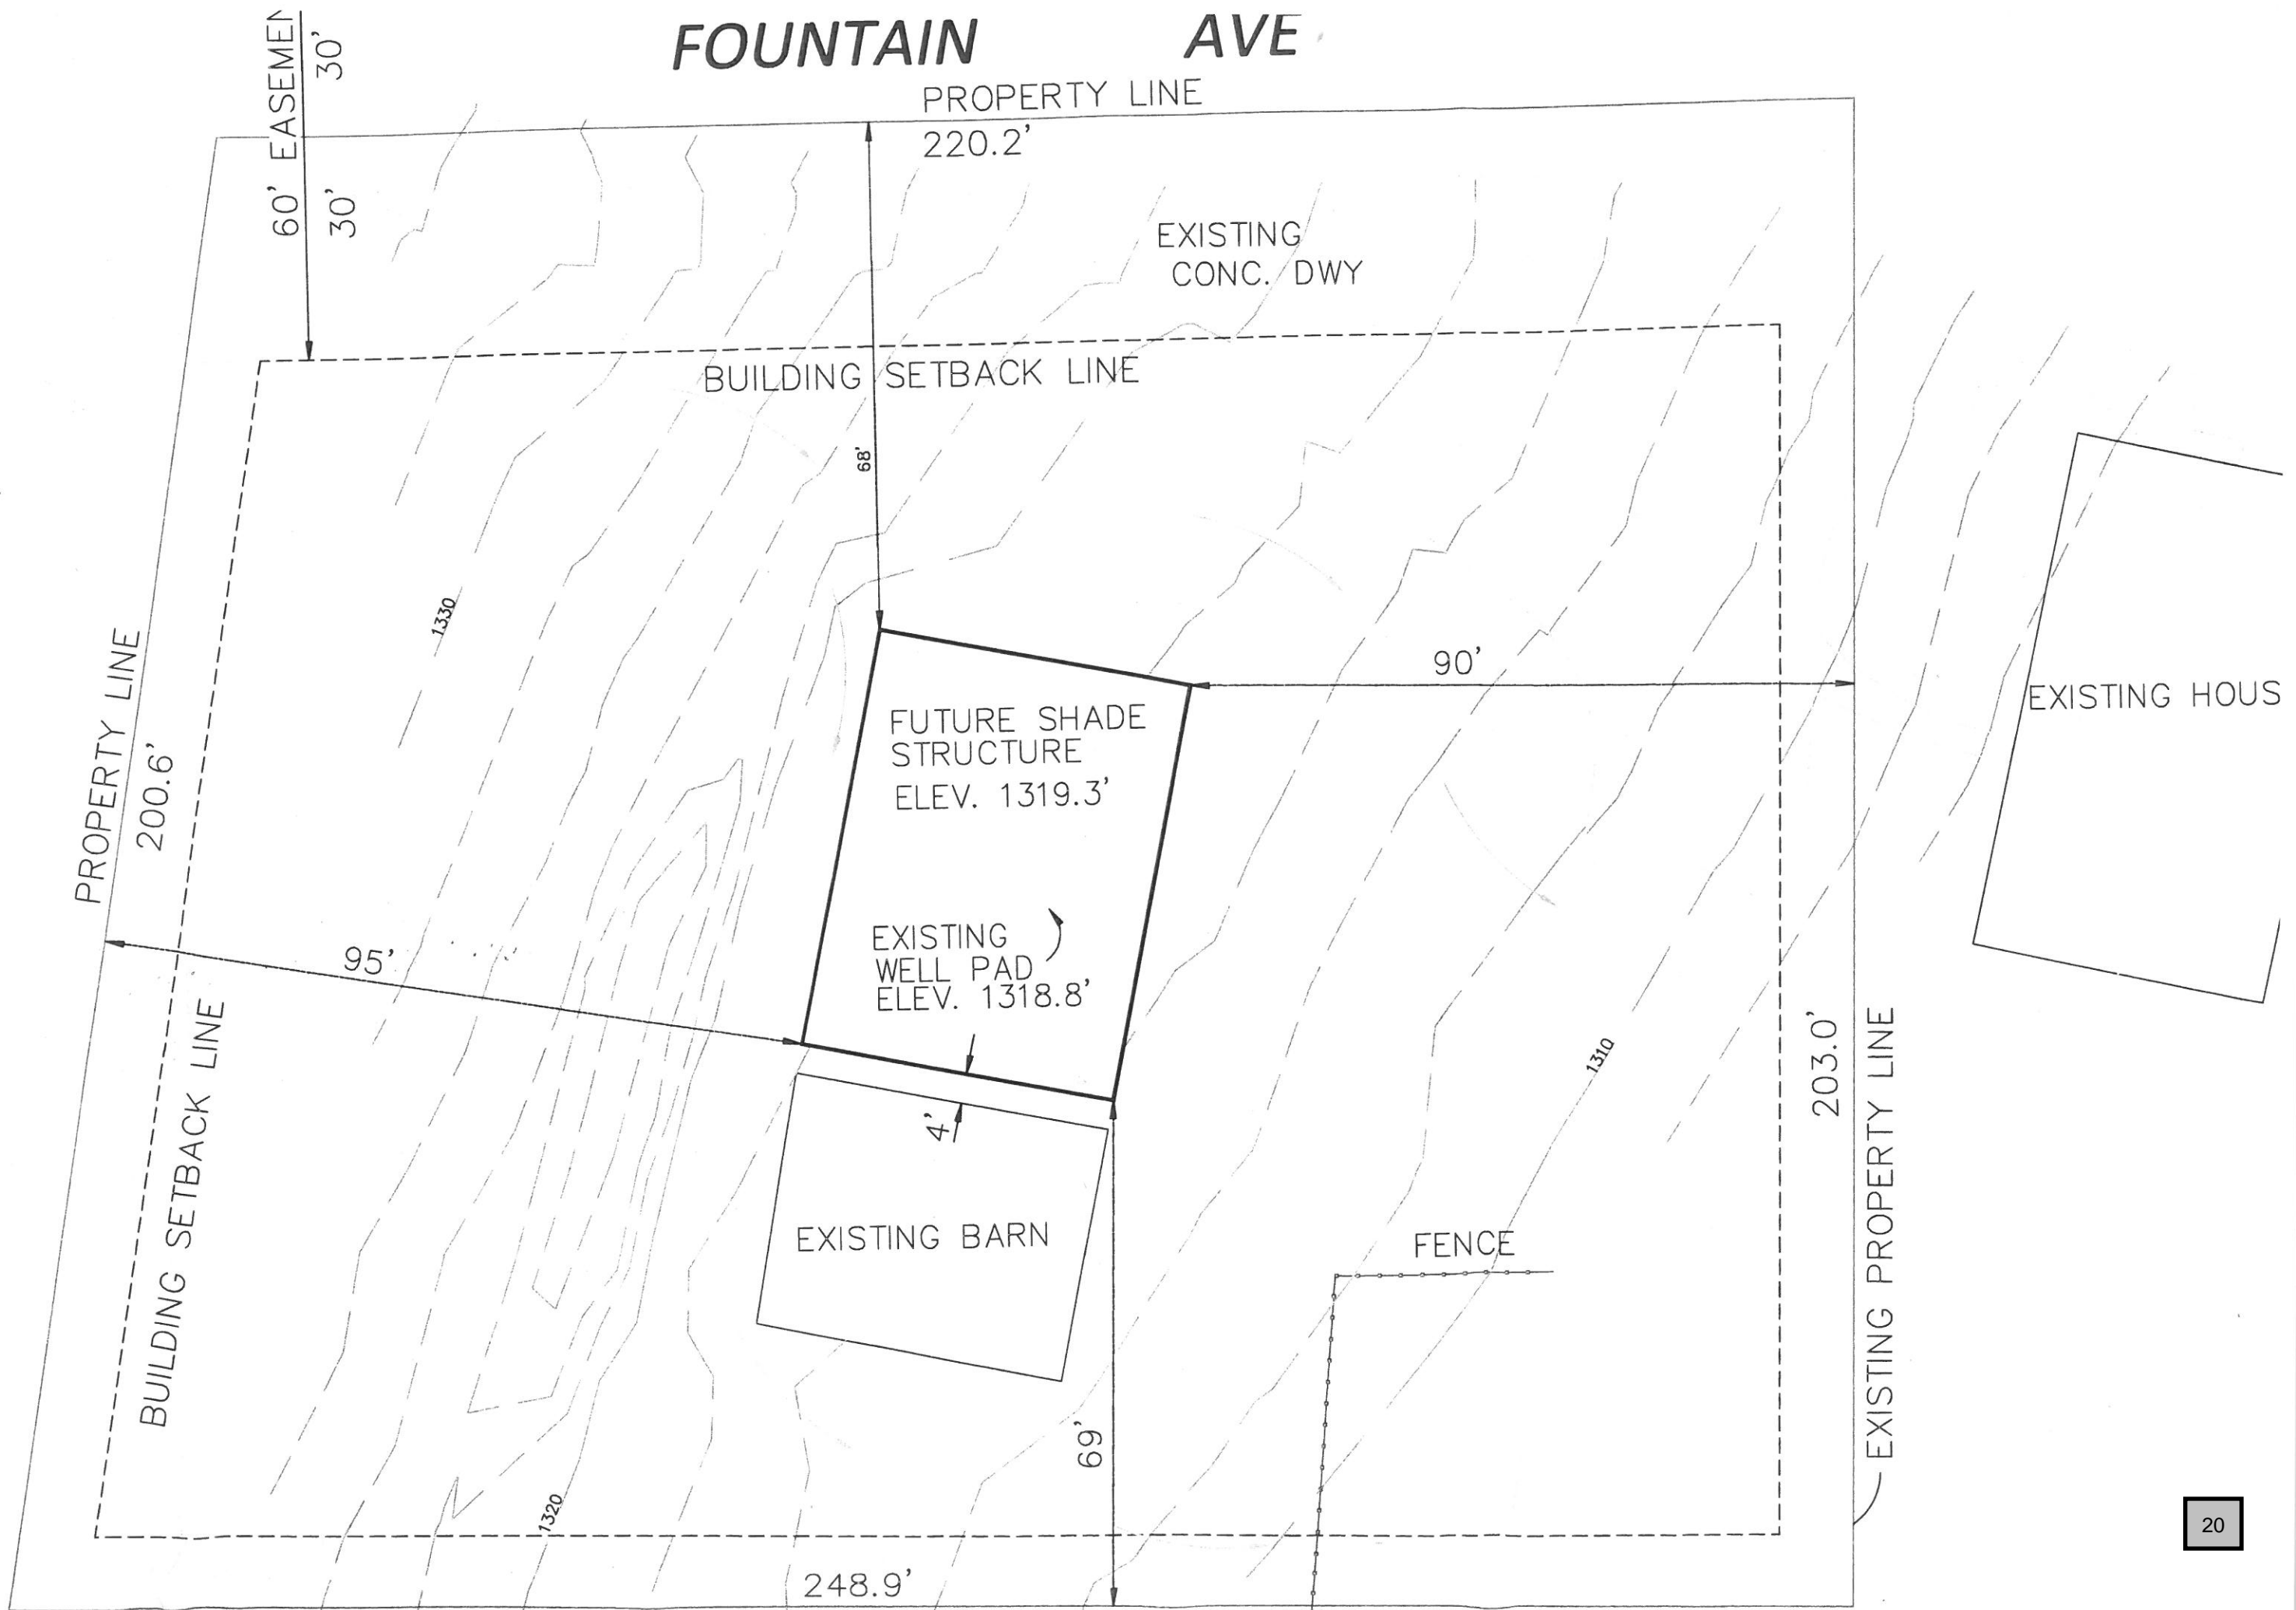 FOUNTAIN AVE
60' EASEMEN
30'
30'
PROPERTY LINE
220.2'
EXISTING
CONC. DWY
BUILDING SETBACK LINE
68'
1330
PROPERTY LINE
200.6'
90'
EXISTING HOUS
FUTURE SHADE
STRUCTURE
ELEV. 1319.3'
EXISTING
WELL PAD
ELEV. 1318.8'
95'
BUILDING SETBACK LINE
4'
1310
203.0'
EXISTING PROPERTY LINE
EXISTING BARN
FENCE
69'
1320
248.9'
20